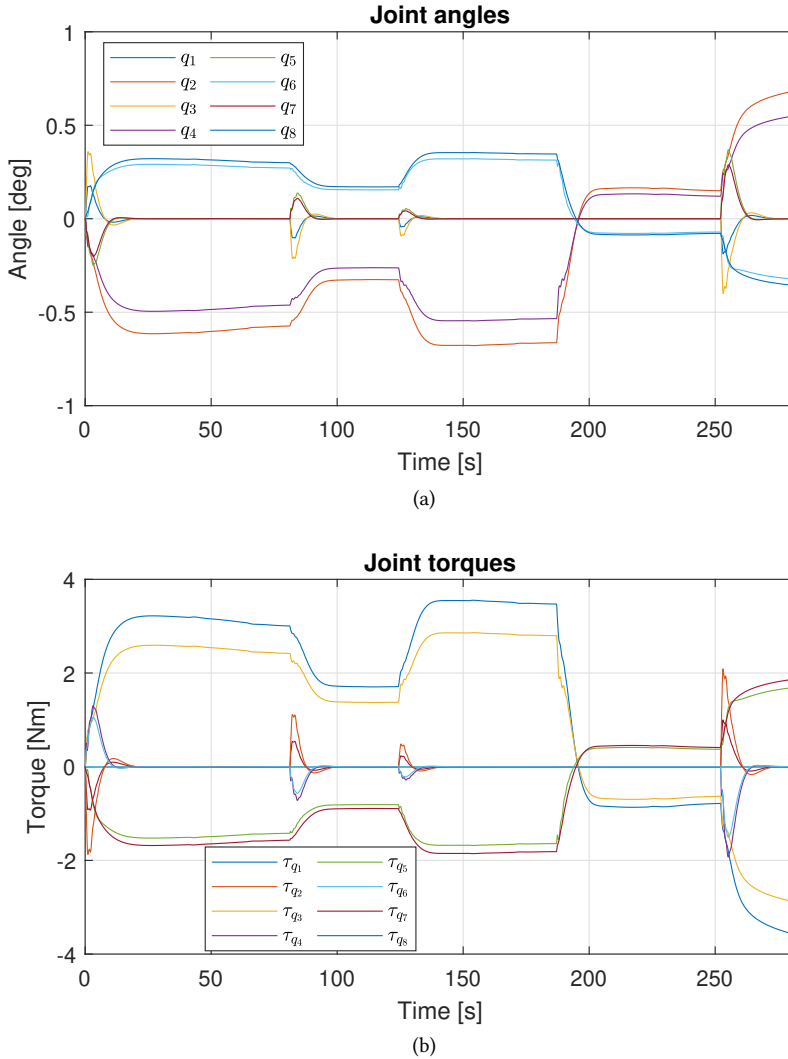 Joint angles
1
0.5
0
-0.5
-1
Angle [deg]
q1 q5
q2 q6
q3 q7
q4 q8
0 50 100 150 200 250
Time [s]
(a)
Joint torques
4
2
0
-2
-4
Torque [Nm]
τq1 τq5
τq2 τq6
τq3 τq7
τq4 τq8
0 50 100 150 200 250
Time [s]
(b)